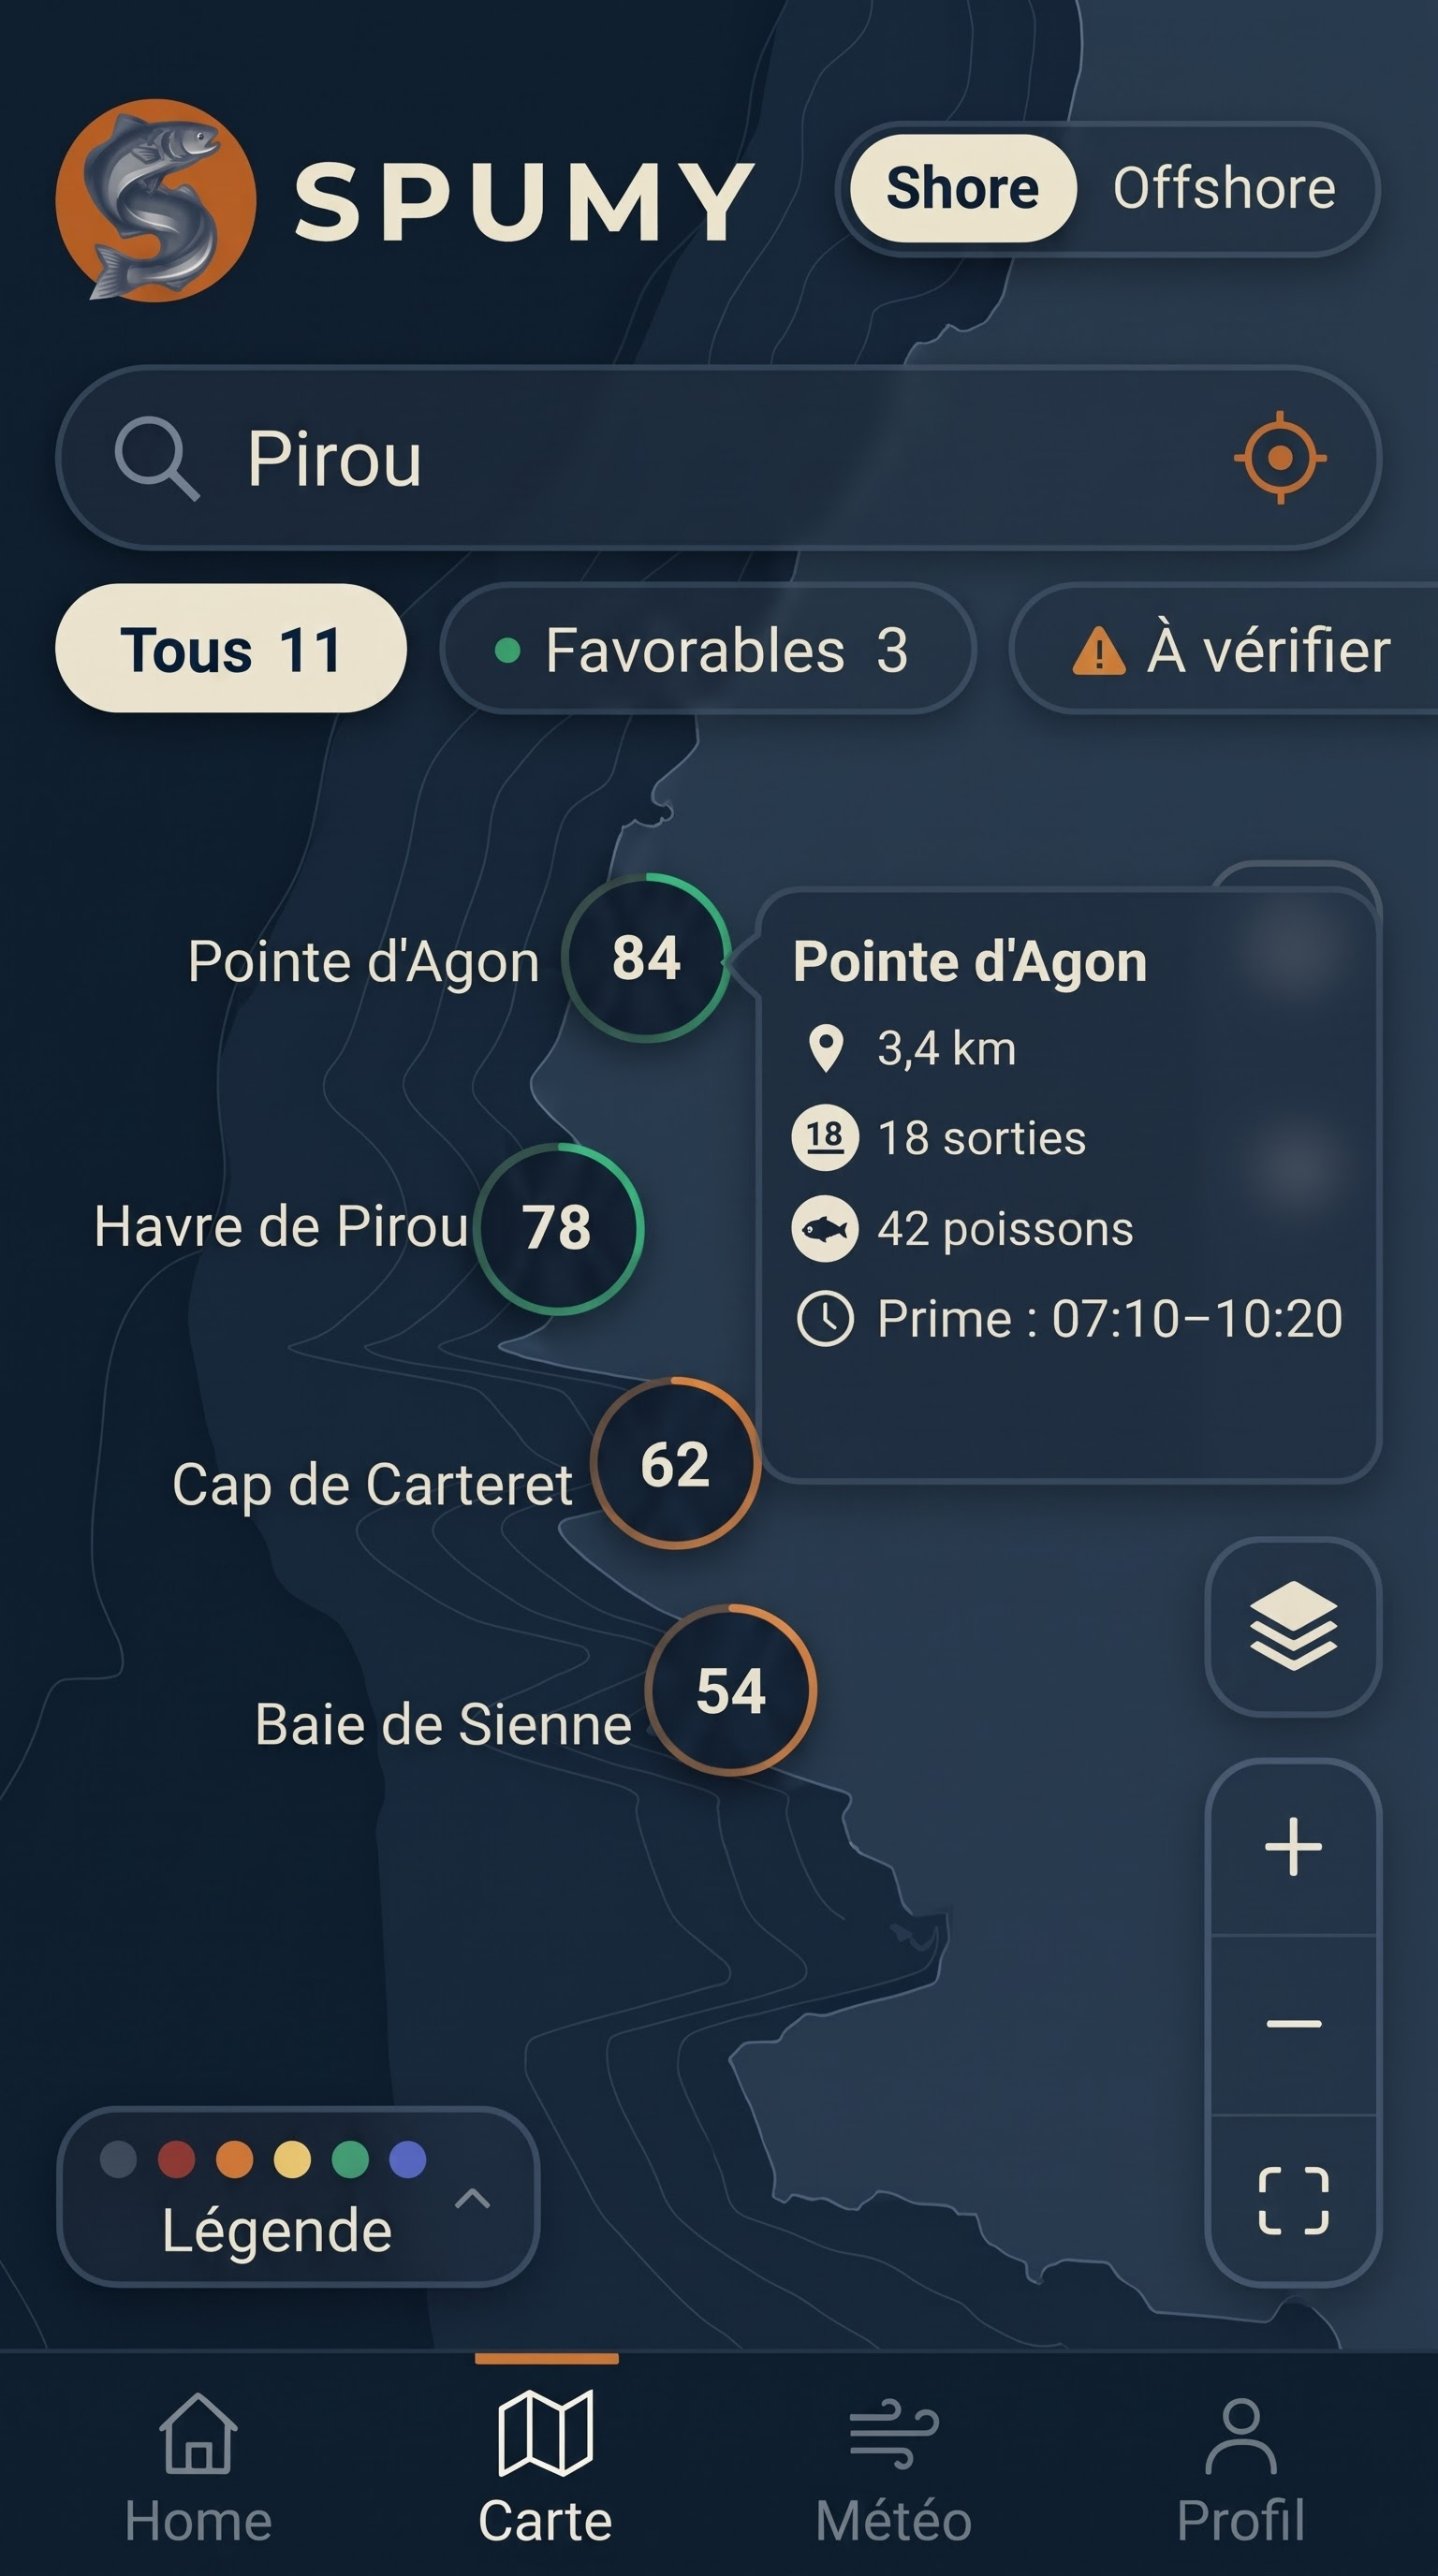 SPUMY
Shore Offshore
Pirou
Tous 11 Favorables 3 À vérifier
Pointe d'Agon 84
Pointe d'Agon
3,4 km
18 18 sorties
42 poissons
Prime : 07:10–10:20
Havre de Pirou 78
Cap de Carteret 62
Baie de Sienne 54
Légende
Home Carte Météo Profil